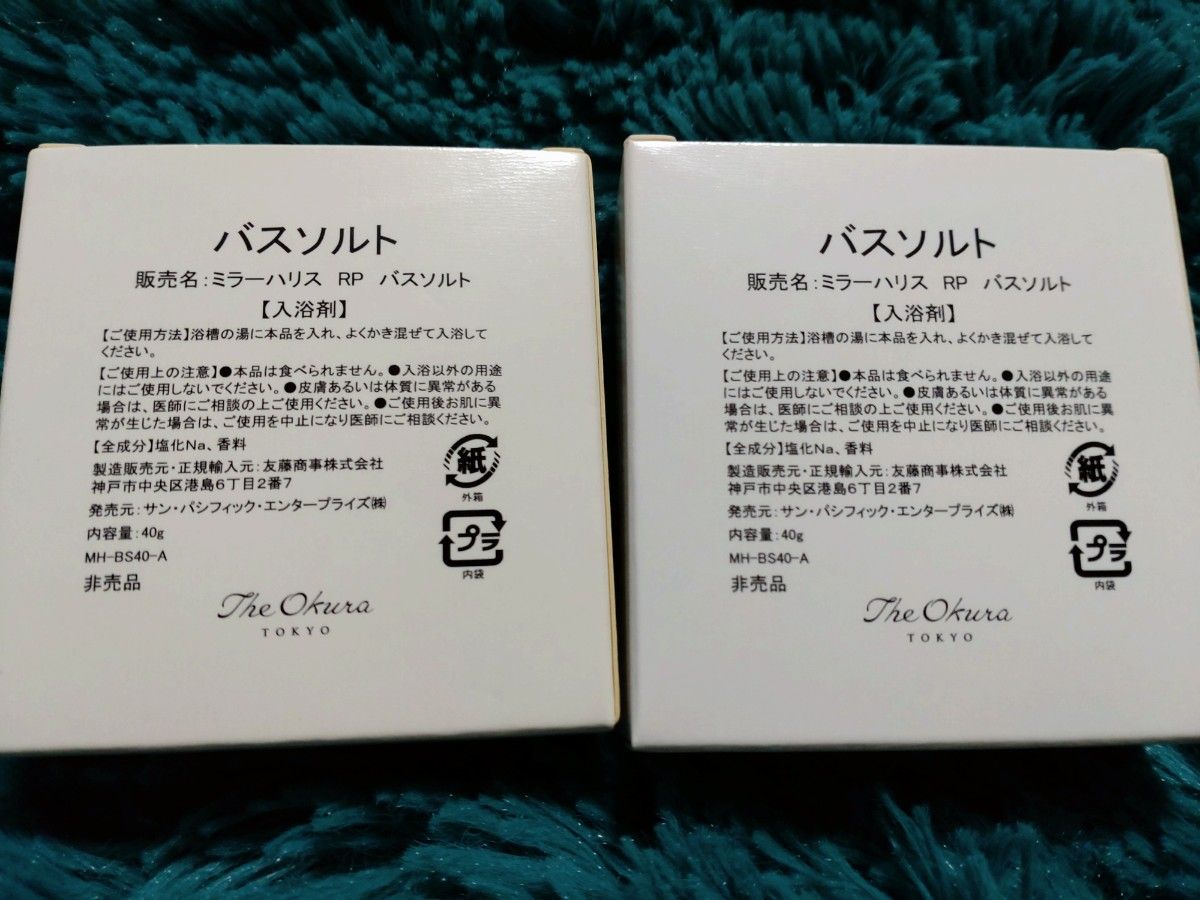 バスソルト
販売名：ミラーハリス RP バスソルト
【入浴剤】
【ご使用方法】浴槽の湯に本品を入れ、よくかき混ぜて入浴して
ください。
【ご使用上の注意】●本品は食べられません。●入浴以外の用途
にはご使用しないでください。●皮膚あるいは体質に異常がある
場合は、医師にご相談の上ご使用ください。●ご使用後お肌に異
常が生じた場合は、ご使用を中止になり医師にご相談ください。
【全成分】塩化Na、香料
製造販売元・正規輸入元：友藤商事株式会社
神戸市中央区港島6丁目2番7
発売元：サン・パシフィック・エンタープライズ㈱
内容量：40g
MH-BS40-A
非売品
紙
外箱
プラ
内袋
The Okura
TOKYO
バスソルト
販売名：ミラーハリス RP バスソルト
【入浴剤】
【ご使用方法】浴槽の湯に本品を入れ、よくかき混ぜて入浴して
ください。
【ご使用上の注意】●本品は食べられません。●入浴以外の用途
にはご使用しないでください。●皮膚あるいは体質に異常がある
場合は、医師にご相談の上ご使用ください。●ご使用後お肌に異
常が生じた場合は、ご使用を中止になり医師にご相談ください。
【全成分】塩化Na、香料
製造販売元・正規輸入元：友藤商事株式会社
神戸市中央区港島6丁目2番7
発売元：サン・パシフィック・エンタープライズ㈱
内容量：40g
MH-BS40-A
非売品
紙
外箱
プラ
内袋
The Okura
TOKYO